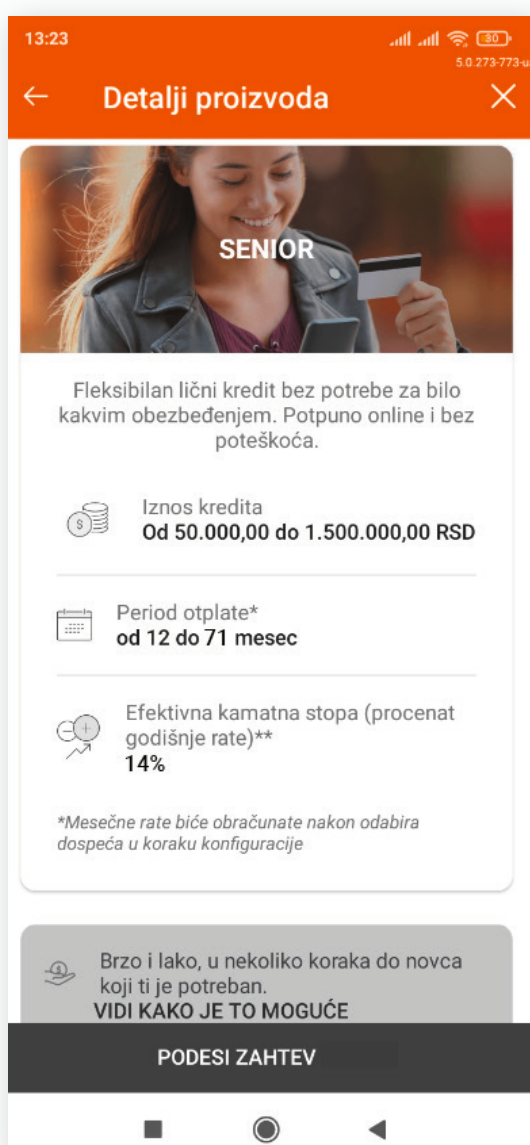 13:23
30
5.0.273-773-u
Detalji proizvoda
SENIOR
Fleksibilan lični kredit bez potrebe za bilo
kakvim obezbeđenjem. Potpuno online i bez
poteškoća.
Iznos kredita
Od 50.000,00 do 1.500.000,00 RSD
Period otplate*
od 12 do 71 mesec
Efektivna kamatna stopa (procenat
godišnje rate)**
14%
*Mesečne rate biće obračunate nakon odabira
dospeća u koraku konfiguracije
Brzo i lako, u nekoliko koraka do novca
koji ti je potreban.
VIDI KAKO JE TO MOGUĆE
PODESI ZAHTEV